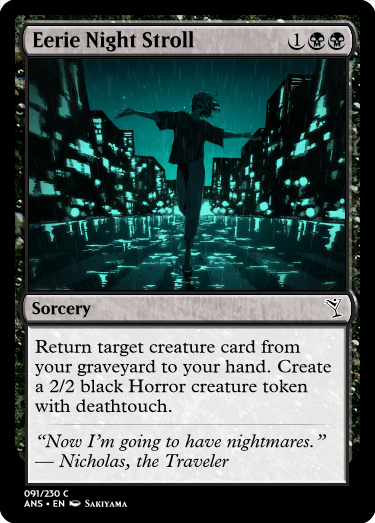 Eerie Night Stroll 1
Sorcery
Return target creature card from
your graveyard to your hand. Create
a 2/2 black Horror creature token
with deathtouch.
“Now I’m going to have nightmares.”
— Nicholas, the Traveler
091/230 C
ANS • EN Sakiyama